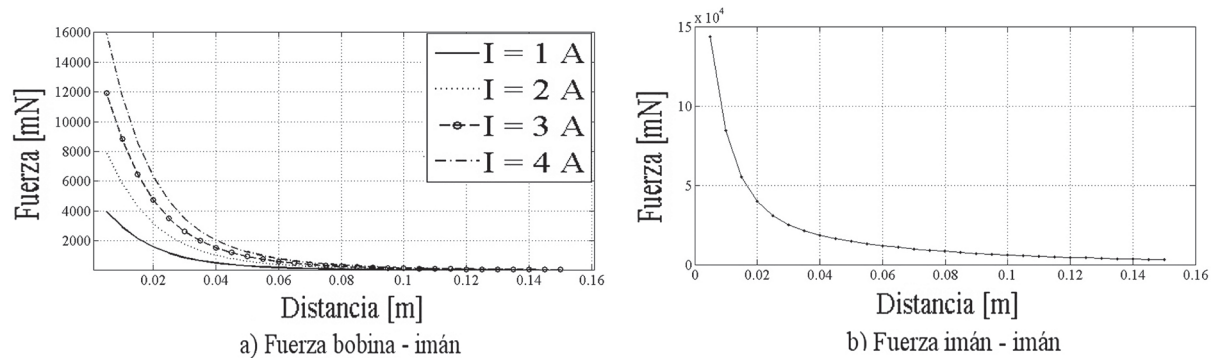 16000
14000
12000
10000
8000
6000
4000
2000
0.02 0.04 0.06 0.08 0.1 0.12 0.14 0.16
Fuerza [mN]
Distancia [m]
I = 1 A
I = 2 A
I = 3 A
I = 4 A
a) Fuerza bobina - imán
15 x 10^4
10
5
0
0 0.02 0.04 0.06 0.08 0.1 0.12 0.14 0.16
Fuerza [mN]
Distancia [m]
b) Fuerza imán - imán